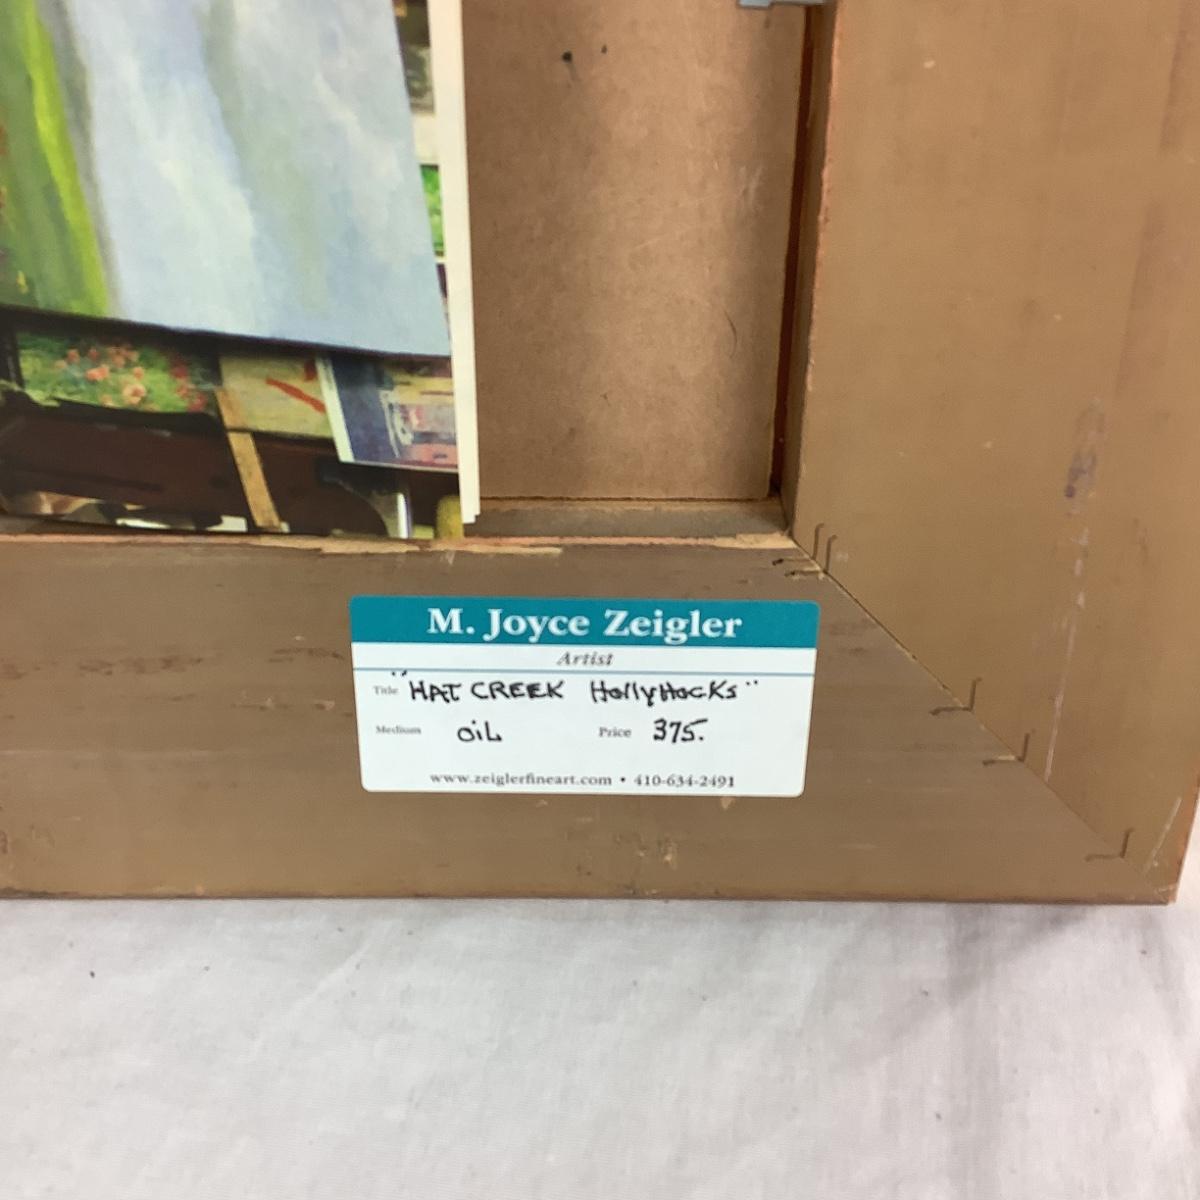 M. Joyce Zeigler
Artist
Title "HAT CREEK HollyHocKs"
Medium OiL Price 375.
www.zeiglerfineart.com • 410-634-2491